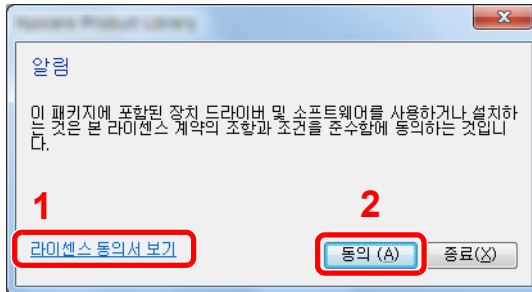 알림
이 패키지에 포함된 장치 드라이버 및 소프트웨어를 사용하거나 설치하
는 것은 본 라이센스 계약의 조항과 조건을 준수함에 동의하는 것입니
다.
1
2
라이센스 동의서 보기
동의 (A)
종료(X)